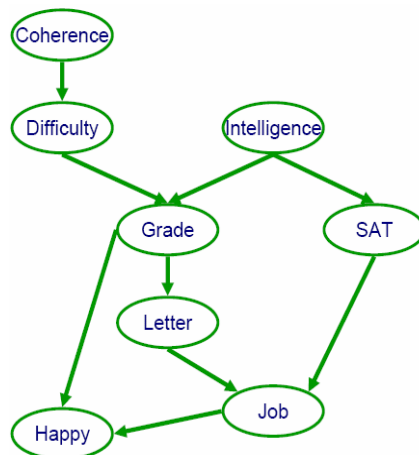 Coherence
Difficulty
Intelligence
Grade
SAT
Letter
Job
Happy